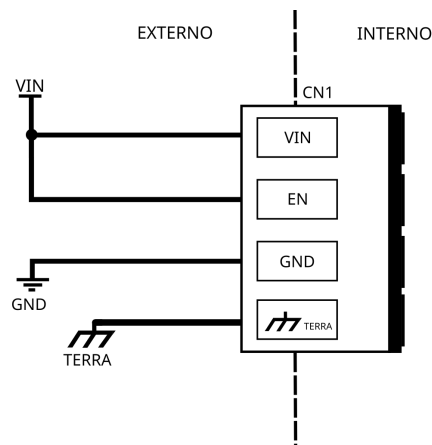 EXTERNO
INTERNO
CN1
VIN
VIN
EN
GND
GND
TERRA
TERRA